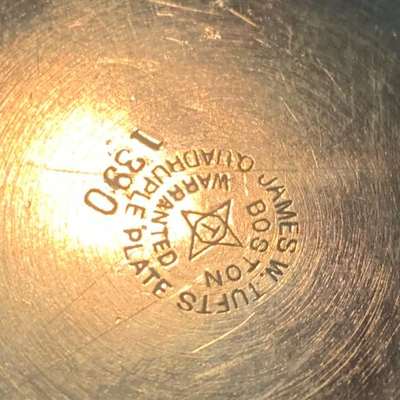 JAMES W. TUFTS
BOSTON
WARRANTED
QUADRUPLE PLATE
1390